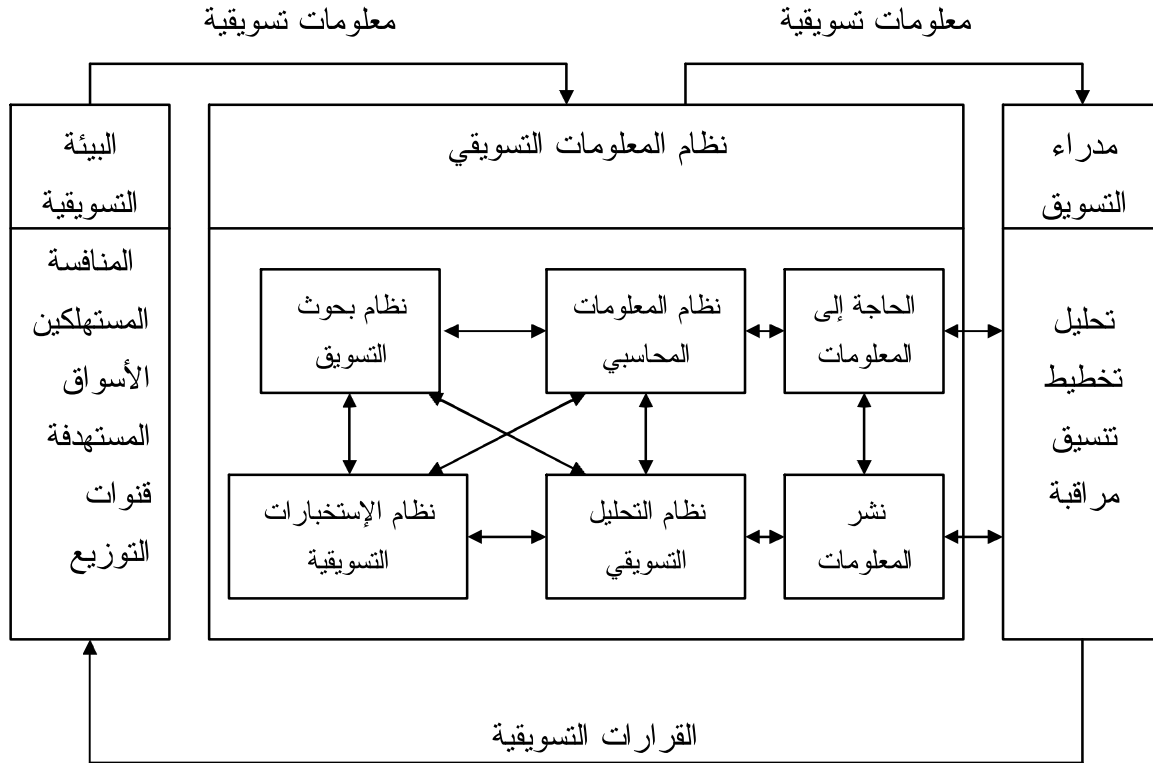 معلومات تسويقية
معلومات تسويقية
مدراء
التسويق
تحليل
تخطيط
تنسيق
مراقبة
نظام المعلومات التسويقي
الحاجة إلى
المعلومات
نظام المعلومات
المحاسبي
نظام بحوث
التسويق
نشر
المعلومات
نظام التحليل
التسويقي
نظام الإستخبارات
التسويقية
البيئة
التسويقية
المنافسة
المستهلكين
الأسواق
المستهدفة
قنوات
التوزيع
القرارات التسويقية